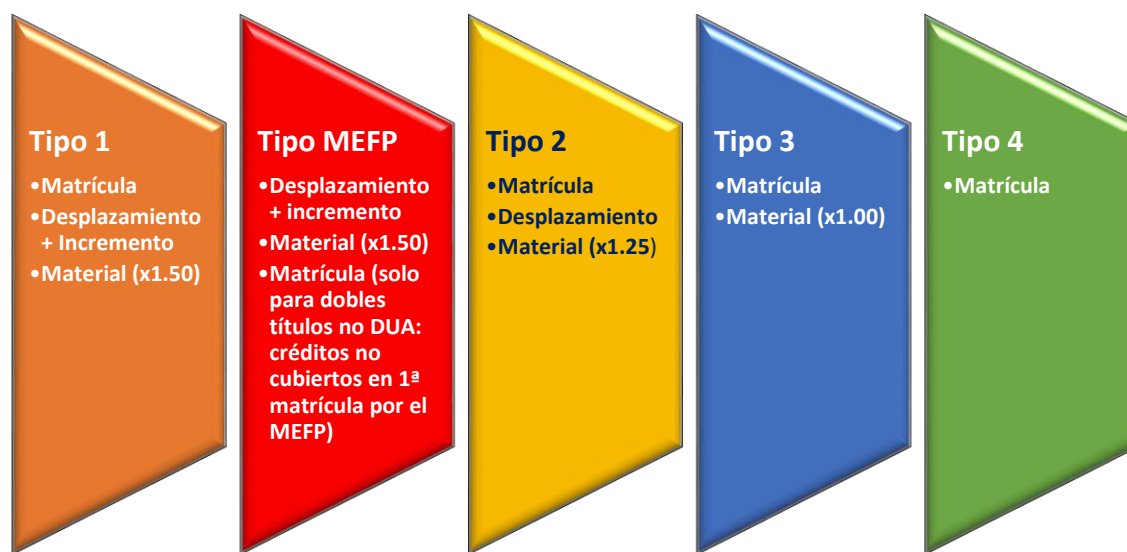 Tipo 1
•Matrícula
•Desplazamiento
+ Incremento
•Material (x1.50)
Tipo MEFP
•Desplazamiento
+ incremento
•Material (x1.50)
•Matrícula (solo
para dobles
títulos no DUA:
créditos no
cubiertos en 1ª
matrícula por el
MEFP)
Tipo 2
•Matrícula
•Desplazamiento
•Material (x1.25)
Tipo 3
•Matrícula
•Material (x1.00)
Tipo 4
•Matrícula